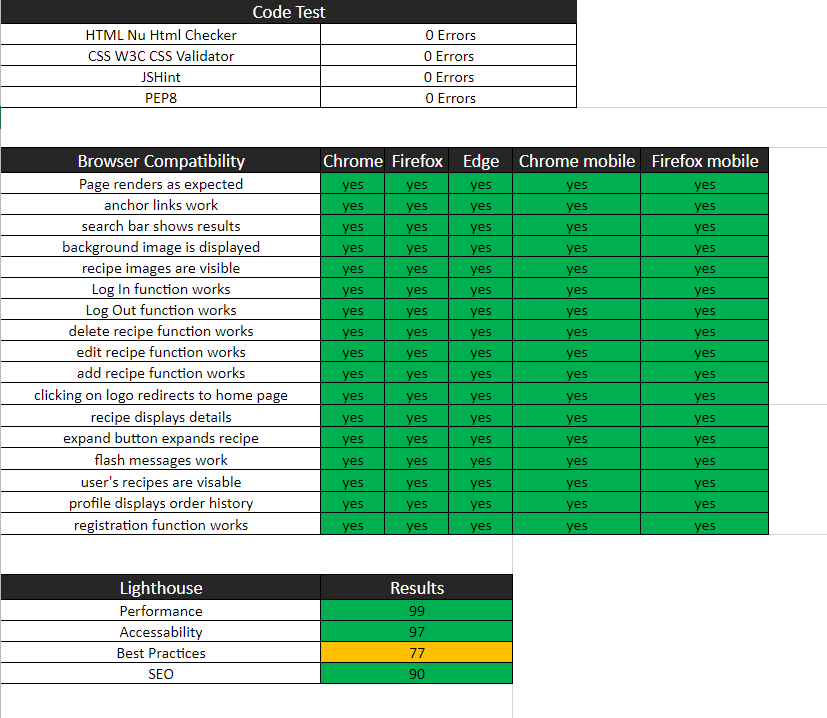 Code Test
HTML Nu Html Checker 0 Errors
CSS W3C CSS Validator 0 Errors
JSHint 0 Errors
PEP8 0 Errors
Browser Compatibility Chrome Firefox Edge Chrome mobile Firefox mobile
Page renders as expected yes yes yes yes yes
anchor links work yes yes yes yes yes
search bar shows results yes yes yes yes yes
background image is displayed yes yes yes yes yes
recipe images are visible yes yes yes yes yes
Log In function works yes yes yes yes yes
Log Out function works yes yes yes yes yes
delete recipe function works yes yes yes yes yes
edit recipe function works yes yes yes yes yes
add recipe function works yes yes yes yes yes
clicking on logo redirects to home page yes yes yes yes yes
recipe displays details yes yes yes yes yes
expand button expands recipe yes yes yes yes yes
flash messages work yes yes yes yes yes
user's recipes are visable yes yes yes yes yes
profile displays order history yes yes yes yes yes
registration function works yes yes yes yes yes
Lighthouse Results
Performance 99
Accessability 97
Best Practices 77
SEO 90